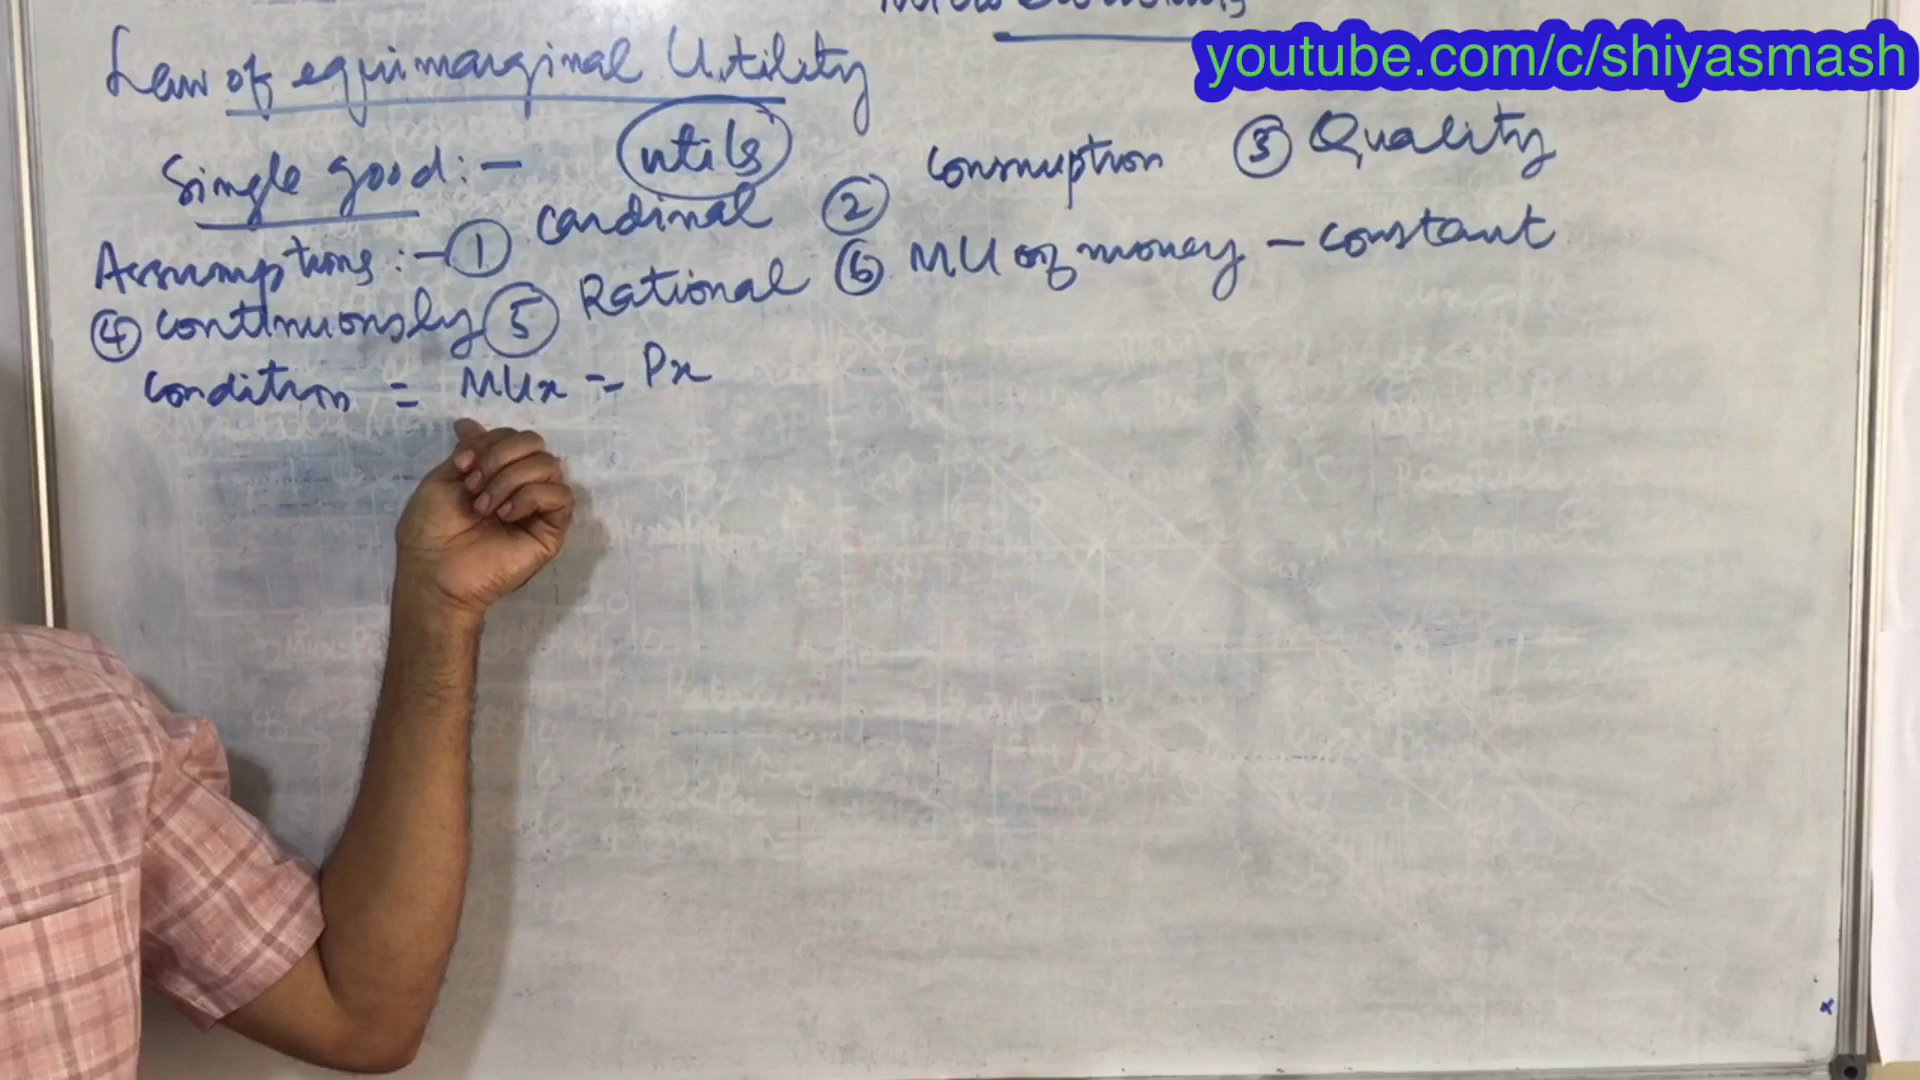 youtube.com/c/shiyasmash
Law of equimarginal Utility
Single good:- utils
Assumptions:- ① cardinal ② consumption ③ Quality
④ continuously ⑤ Rational ⑥ MU of money - constant
condition = MUx = Px